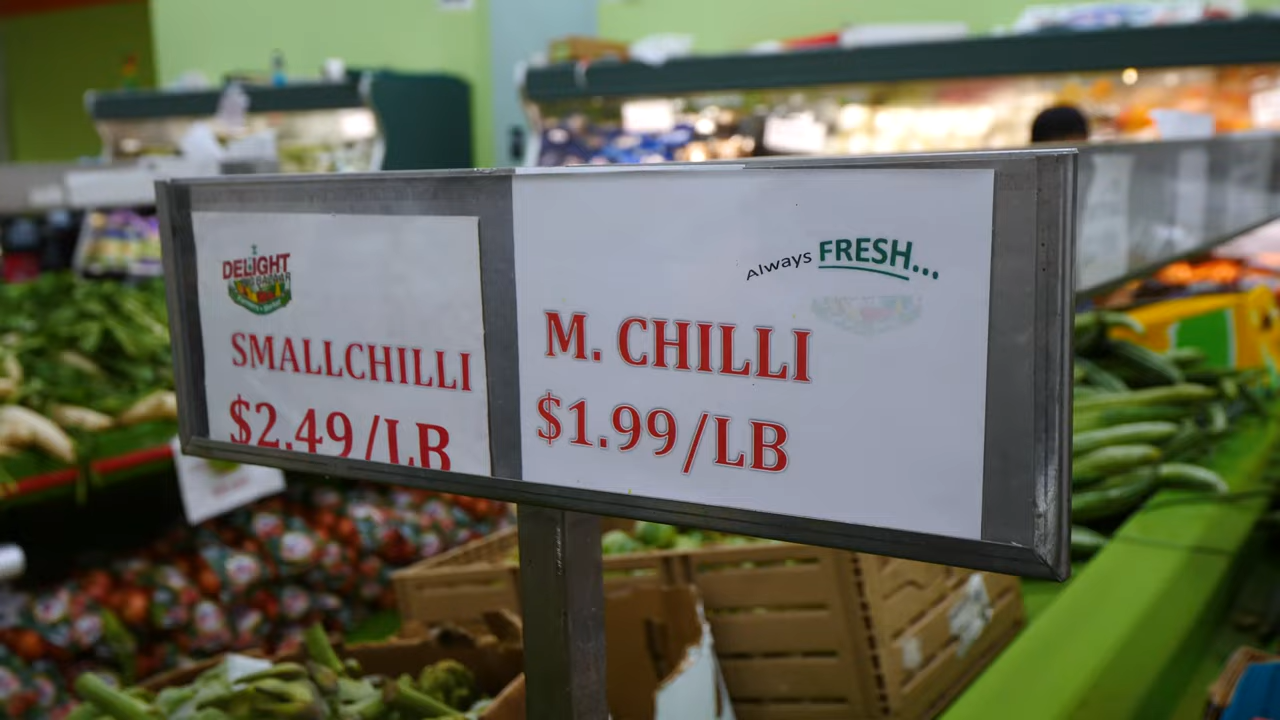 DELIGHT
SMALLCHILLI
$2.49/LB
Always FRESH...
M. CHILLI
$1.99/LB